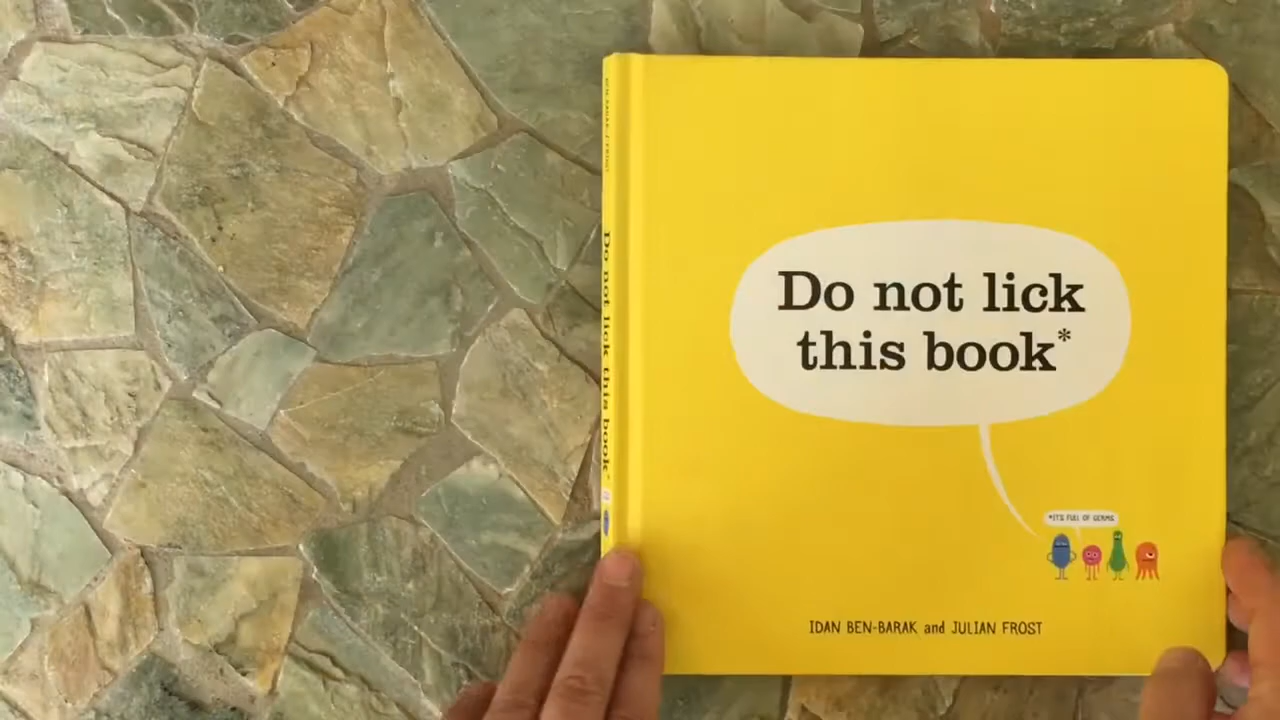 Do not lick
this book*
*IT'S FULL OF GERMS
IDAN BEN-BARAK and JULIAN FROST
Do not lick this book*